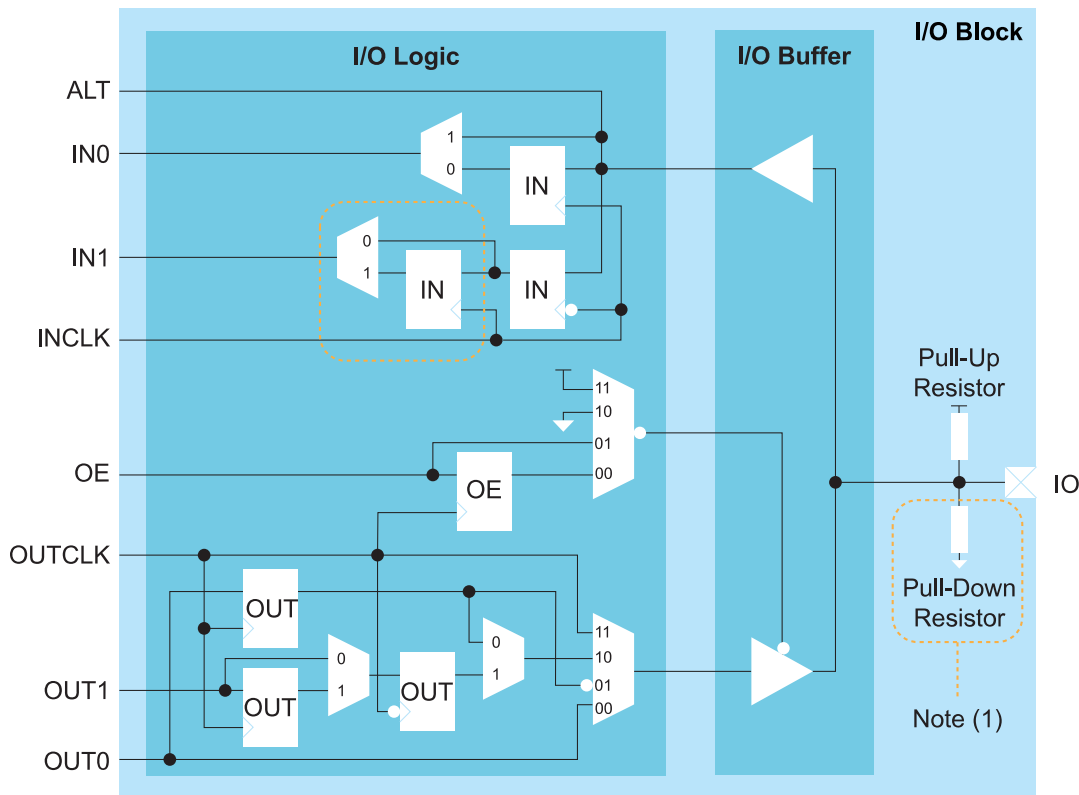 I/O Block
I/O Logic
I/O Buffer
ALT
IN0
1
0
IN
IN1
0
1
IN
IN
INCLK
Pull-Up
Resistor
11
10
01
00
OE
OE
IO
OUTCLK
OUT
Pull-Down
Resistor
0
1
11
10
01
00
OUT1
0
1
OUT
OUT
Note (1)
OUT0